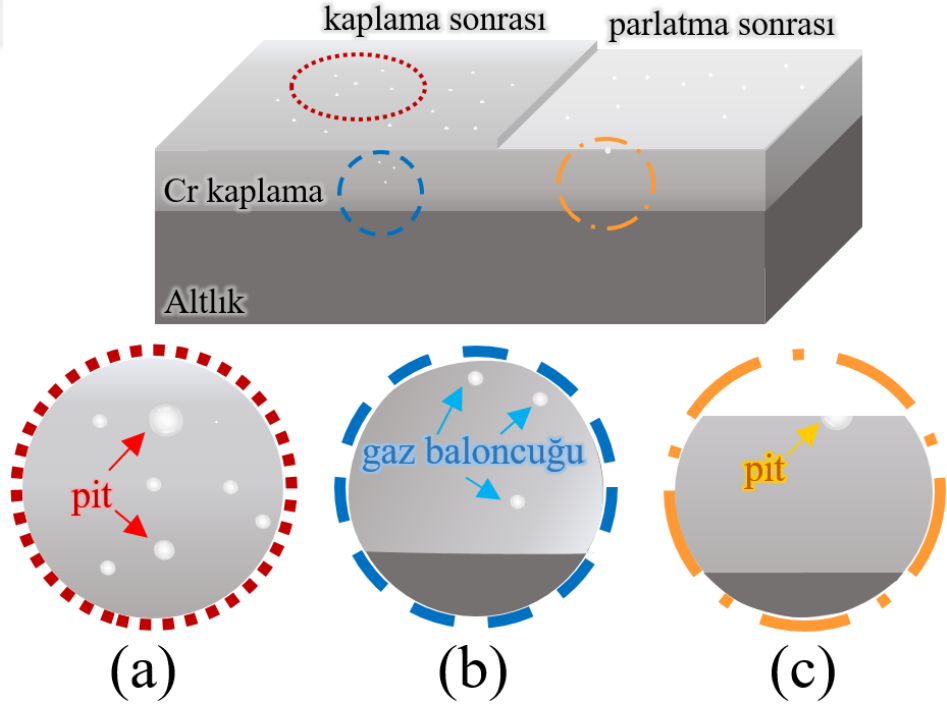 kaplama sonrası
parlatma sonrası
Cr kaplama
Altlık
pit
gaz baloncuğu
pit
(a)
(b)
(c)